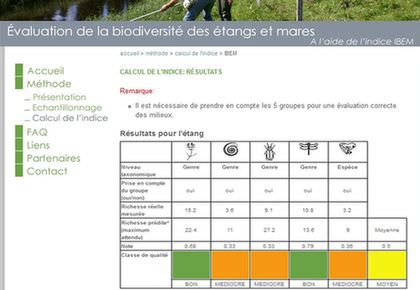 Évaluation de la biodiversité des étangs et mares
A l'aide de l'indice IBEM
accueil > méthode > calcul de l'indice > IBEM
Accueil
Méthode
Présentation
Echantillonnage
Calcul de l'indice
FAQ
Liens
Partenaires
Contact
CALCUL DE L'INDICE: RÉSULTATS
Remarque:
Il est nécessaire de prendre en compte les 5 groupes pour une évaluation correcte
des milieux.
Résultats pour l'étang
Niveau taxonomique Genre Genre Genre Genre Espèce
Prise en compte du groupe (oui/non) oui oui oui oui oui
Richesse réelle mesurée 15.2 3.6 9.1 10.8 3.2
Richesse prédite (maximum attendu) 22.4 11 27.2 13.6 9 Moyenne
Note 0.68 0.33 0.33 0.79 0.36 0.5
Classe de qualité
BON MEDIOCRE MEDIOCRE BON MEDIOCRE MOYEN